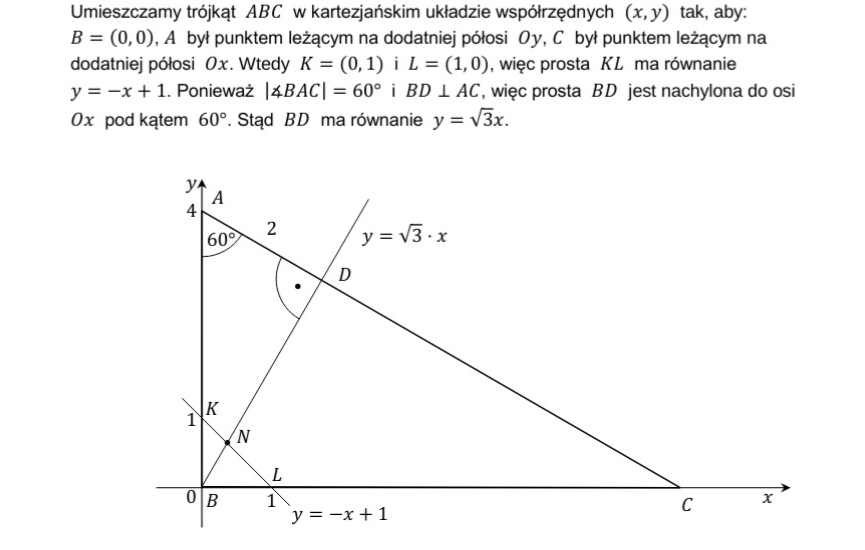 Umieszczamy trójkąt ABC w kartezjańskim układzie współrzędnych (x, y) tak, aby:
B = (0, 0), A był punktem leżącym na dodatniej półosi Oy, C był punktem leżącym na
dodatniej półosi Ox. Wtedy K = (0, 1) i L = (1, 0), więc prosta KL ma równanie
y = −x + 1. Ponieważ |∡BAC| = 60° i BD ⊥ AC, więc prosta BD jest nachylona do osi
Ox pod kątem 60°. Stąd BD ma równanie y = √3x.
y
A
4
2
60°
y = √3 · x
D
K
1
N
L
0 B
1
C
x
y = −x + 1